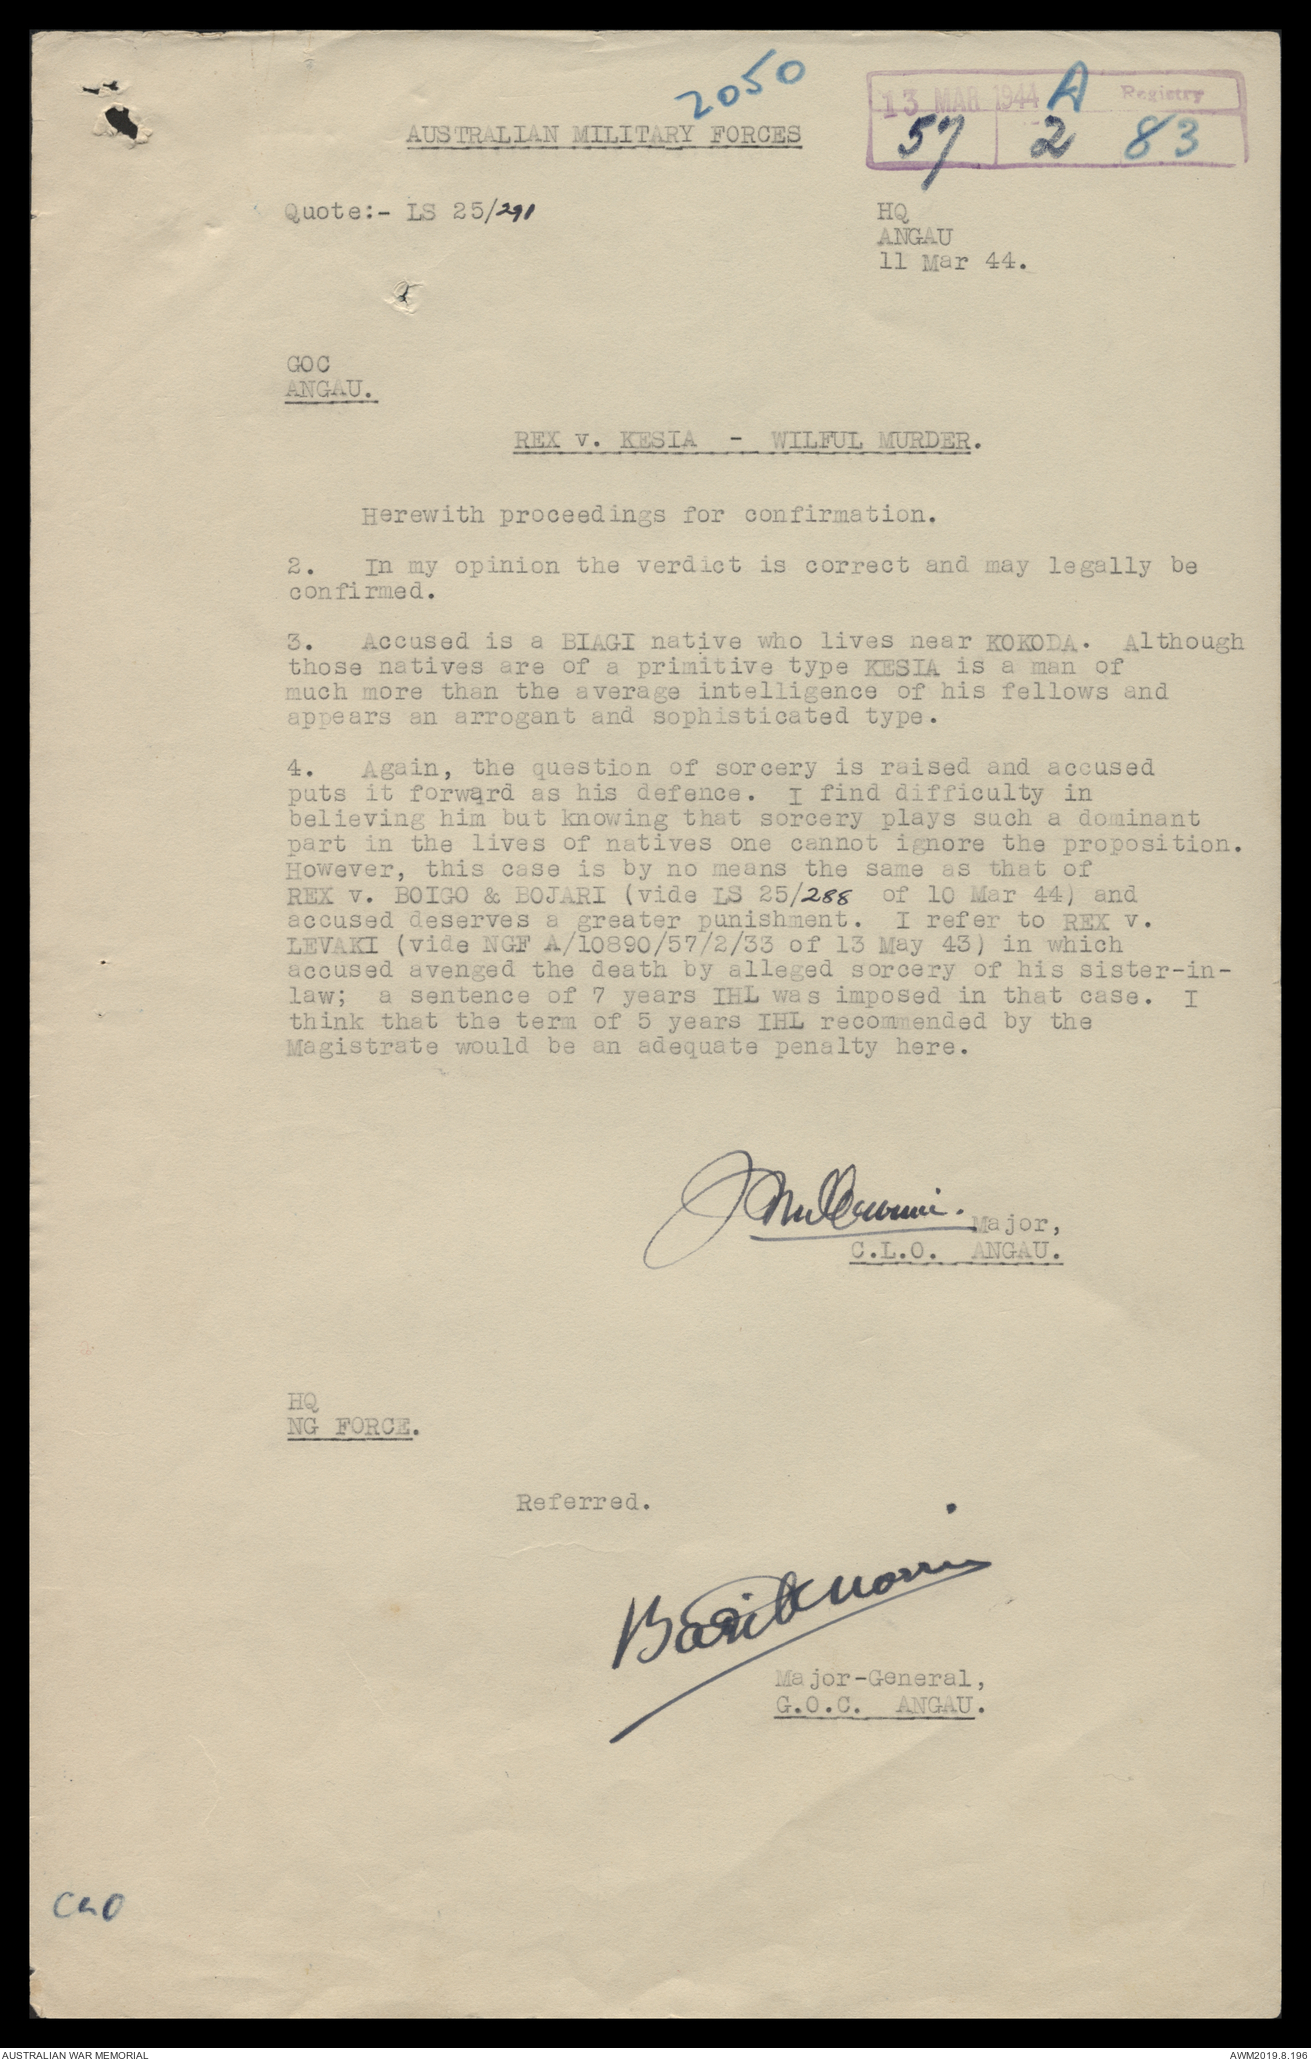 2050
13 MAR 1944 A Registry
57 2 83
AUSTRALIAN MILITARY FORCES
Quote:- LS 25/291
HQ
ANGAU
11 Mar 44.
GOC
ANGAU.
REX v. KESIA - WILFUL MURDER.
Herewith proceedings for confirmation.
2. In my opinion the verdict is correct and may legally be
confirmed.
3. Accused is a BIAGI native who lives near KOKODA. Although
those natives are of a primitive type KESIA is a man of
much more than the average intelligence of his fellows and
appears an arrogant and sophisticated type.
4. Again, the question of sorcery is raised and accused
puts it forward as his defence. I find difficulty in
believing him but knowing that sorcery plays such a dominant
part in the lives of natives one cannot ignore the proposition.
However, this case is by no means the same as that of
REX v. BOIGO & BOJARI (vide LS 25/288 of 10 Mar 44) and
accused deserves a greater punishment. I refer to REX v.
LEVAKI (vide NGF A/10890/57/2/33 of 13 May 43) in which
accused avenged the death by alleged sorcery of his sister-in-
law; a sentence of 7 years IHL was imposed in that case. I
think that the term of 5 years IHL recommended by the
Magistrate would be an adequate penalty here.
Major,
C.L.O. ANGAU.
HQ
NG FORCE.
Referred.
Basil Morris
Major-General,
G.O.C. ANGAU.
AUSTRALIAN WAR MEMORIAL
AWM2019.8.196